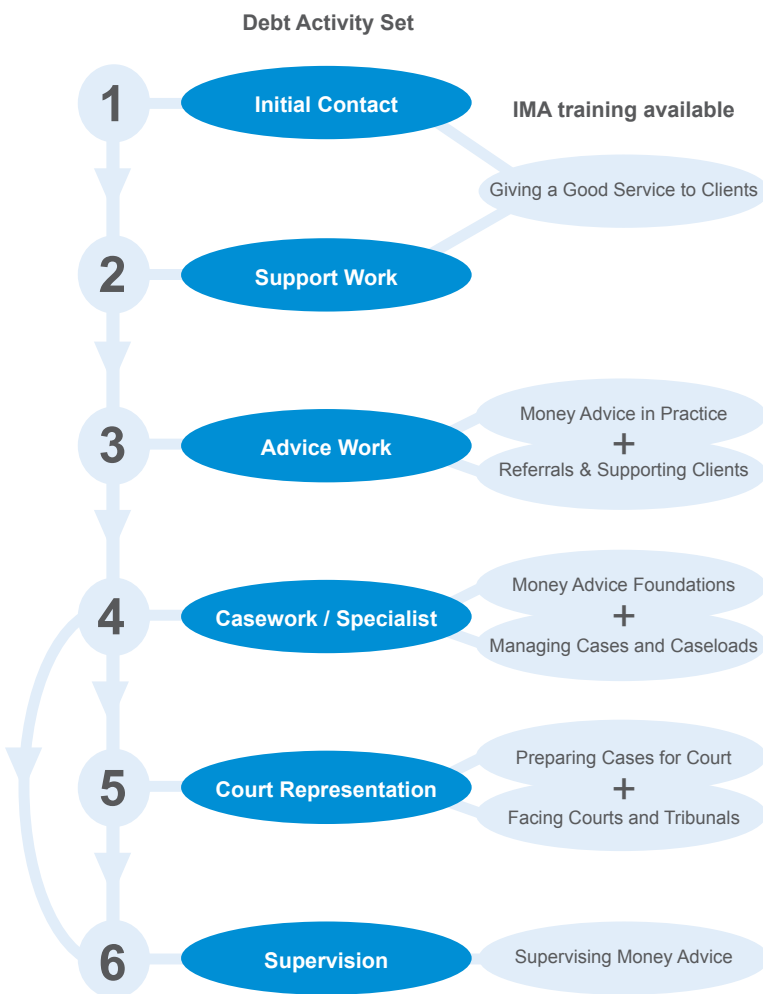 Debt Activity Set
IMA training available
1
Initial Contact
Giving a Good Service to Clients
2
Support Work
3
Advice Work
Money Advice in Practice
+
Referrals & Supporting Clients
4
Casework / Specialist
Money Advice Foundations
+
Managing Cases and Caseloads
5
Court Representation
Preparing Cases for Court
+
Facing Courts and Tribunals
6
Supervision
Supervising Money Advice